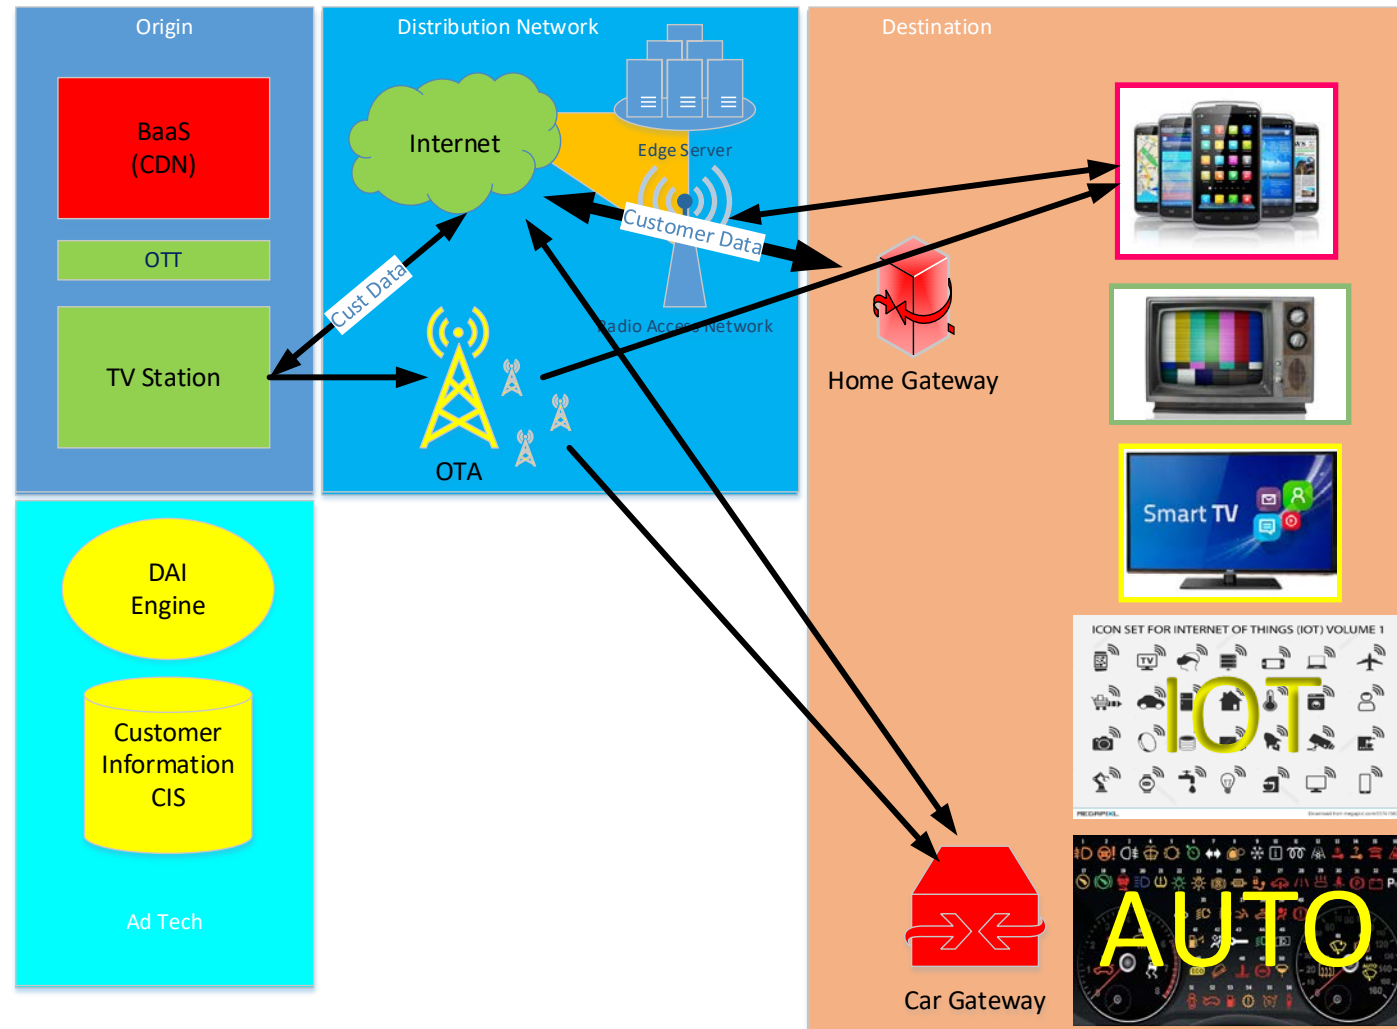 Origin
BaaS
(CDN)
OTT
TV Station
Distribution Network
Internet
Edge Server
Customer Data
Cust Data
Radio Access Network
OTA
Destination
Home Gateway
Smart TV
ICON SET FOR INTERNET OF THINGS (IOT) VOLUME 1
TV
IOT
MEGAPIXL
AUTO
Car Gateway
DAI
Engine
Customer
Information
CIS
Ad Tech